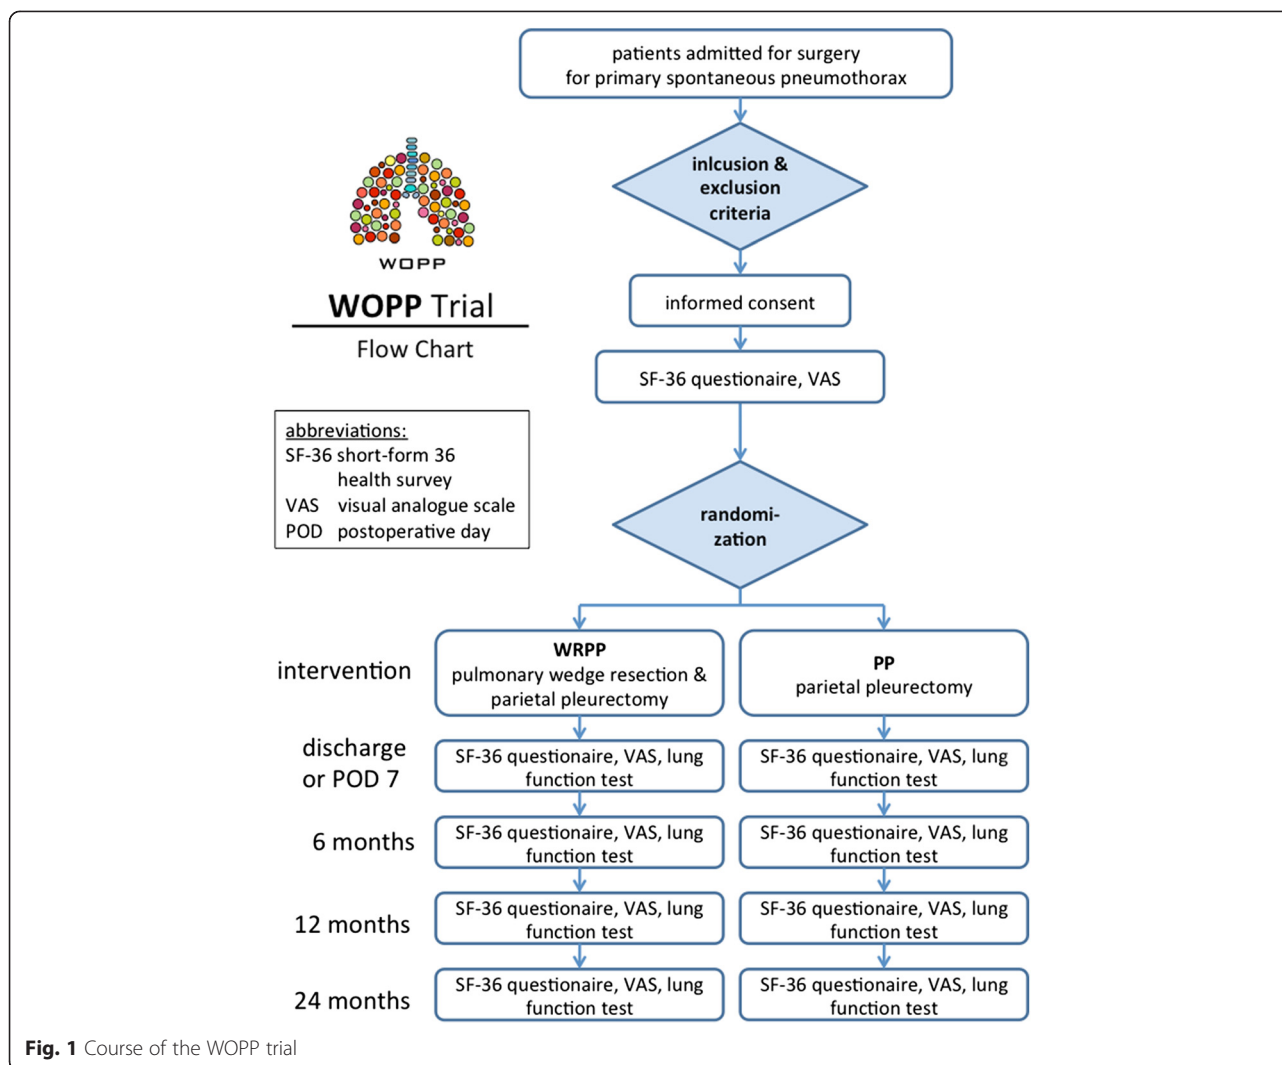 patients admitted for surgery
for primary spontaneous pneumothorax
inlcusion &
exclusion
criteria
WOPP
WOPP Trial
Flow Chart
informed consent
SF-36 questionaire, VAS
abbreviations:
SF-36 short-form 36
health survey
VAS visual analogue scale
POD postoperative day
randomi-
zation
intervention
WRPP
pulmonary wedge resection &
parietal pleurectomy
PP
parietal pleurectomy
discharge
or POD 7
SF-36 questionaire, VAS, lung
function test
SF-36 questionaire, VAS, lung
function test
6 months
SF-36 questionaire, VAS, lung
function test
SF-36 questionaire, VAS, lung
function test
12 months
SF-36 questionaire, VAS, lung
function test
SF-36 questionaire, VAS, lung
function test
24 months
SF-36 questionaire, VAS, lung
function test
SF-36 questionaire, VAS, lung
function test
Fig. 1 Course of the WOPP trial